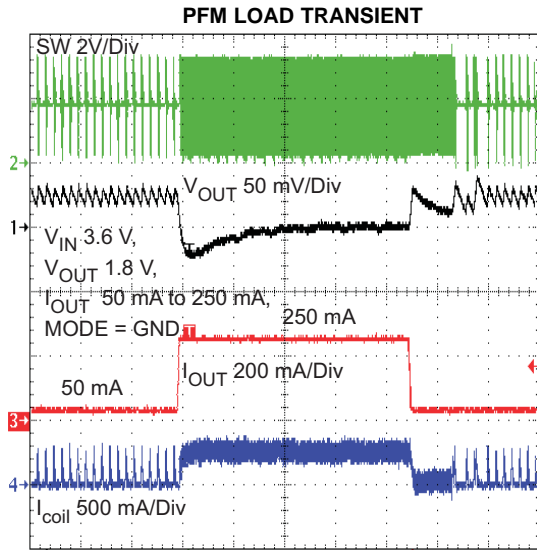 PFM LOAD TRANSIENT
SW 2V/Div
2
V_OUT 50 mV/Div
1
V_IN 3.6 V,
T
V_OUT 1.8 V,
I_OUT 50 mA to 250 mA,
MODE = GND
T
250 mA
50 mA
I_OUT 200 mA/Div
3
4
I_coil 500 mA/Div